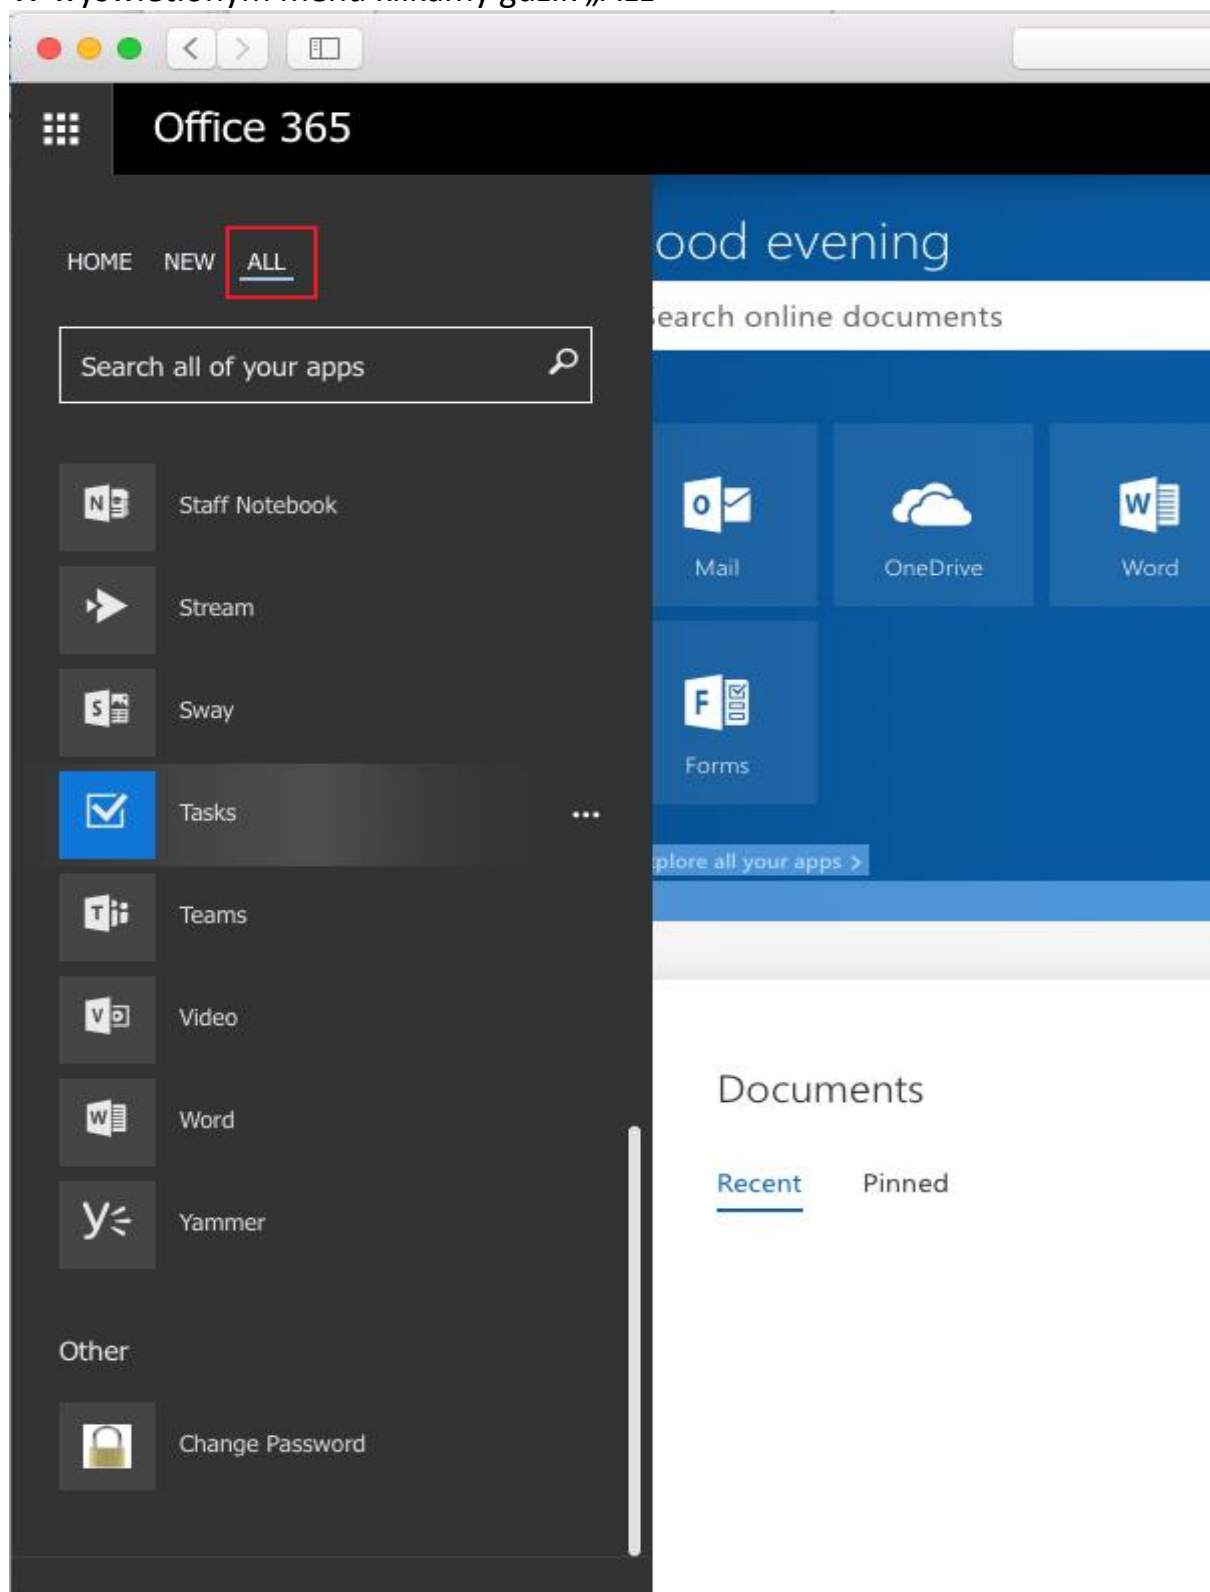 Office 365
HOME NEW ALL
Search all of your apps
Staff Notebook
Stream
Sway
Tasks
Teams
Video
Word
Yammer
Other
Change Password
ood evening
earch online documents
Mail
OneDrive
Word
Forms
plore all your apps >
Documents
Recent Pinned